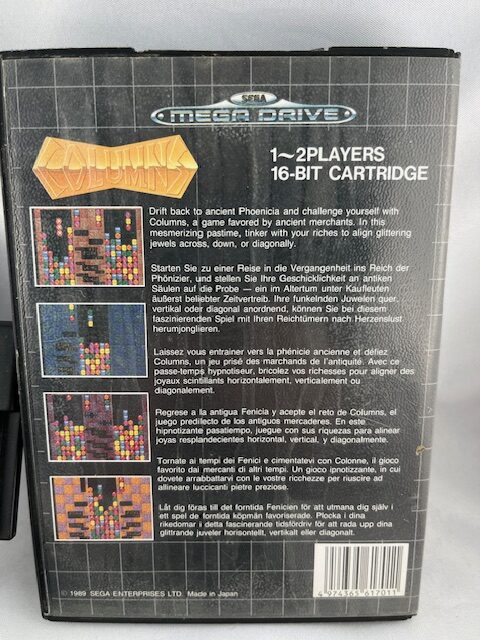 SEGA
MEGA DRIVE
COLUMNS
1~2PLAYERS
16-BIT CARTRIDGE
Drift back to ancient Phoenicia and challenge yourself with
Columns, a game favored by ancient merchants. In this
mesmerizing pastime, tinker with your riches to align glittering
jewels across, down, or diagonally.
Starten Sie zu einer Reise in die Vergangenheit ins Reich der
Phönizier, und stellen Sie Ihre Geschicklichkeit an antiken
Säulen auf die Probe — ein im Altertum unter Kaufleuten
äußerst beliebter Zeitvertreib. Ihre funkelnden Juwelen quer,
vertikal oder diagonal anordnend, können Sie bei diesem
faszinierenden Spiel mit Ihren Reichtümern nach Herzenslust
herumjonglieren.
Laissez vous entrainer vers la phénicie ancienne et défiez
Columns, un jeu prisé des marchands de l'antiquité. Avec ce
passe-temps hypnotiseur, bricolez vos richesses pour aligner des
joyaux scintillants horizontalement, verticalement ou
diagonalement.
Regrese a la antigua Fenicia y acepte el reto de Columns, el
juego predilecto de los antiguos mercaderes. En este
hipnotizante pasatiempo, juegue con sus riquezas para alinear
joyas resplandecientes horizontal, vertical, y diagonalmente.
Tornate ai tempi dei Fenici e cimentatevi con Colonne, il gioco
favorito dai mercanti di altri tempi. Un gioco ipnotizzante, in cui
dovete arrabbattarvi con le vostre ricchezze per riuscire ad
allineare luccicanti pietre preziose.
Låt dig föras till det forntida Fenicien för att utmana dig själv i
ett spel de forntida köpmän favoriserade. Plocka i dina
rikedomar i detta fascinerande tidsfördriv för att rada upp dina
glittrande juveler horisontellt, vertikalt eller diagonalt.
© 1989 SEGA ENTERPRISES LTD. Made in Japan
4 974365 617011